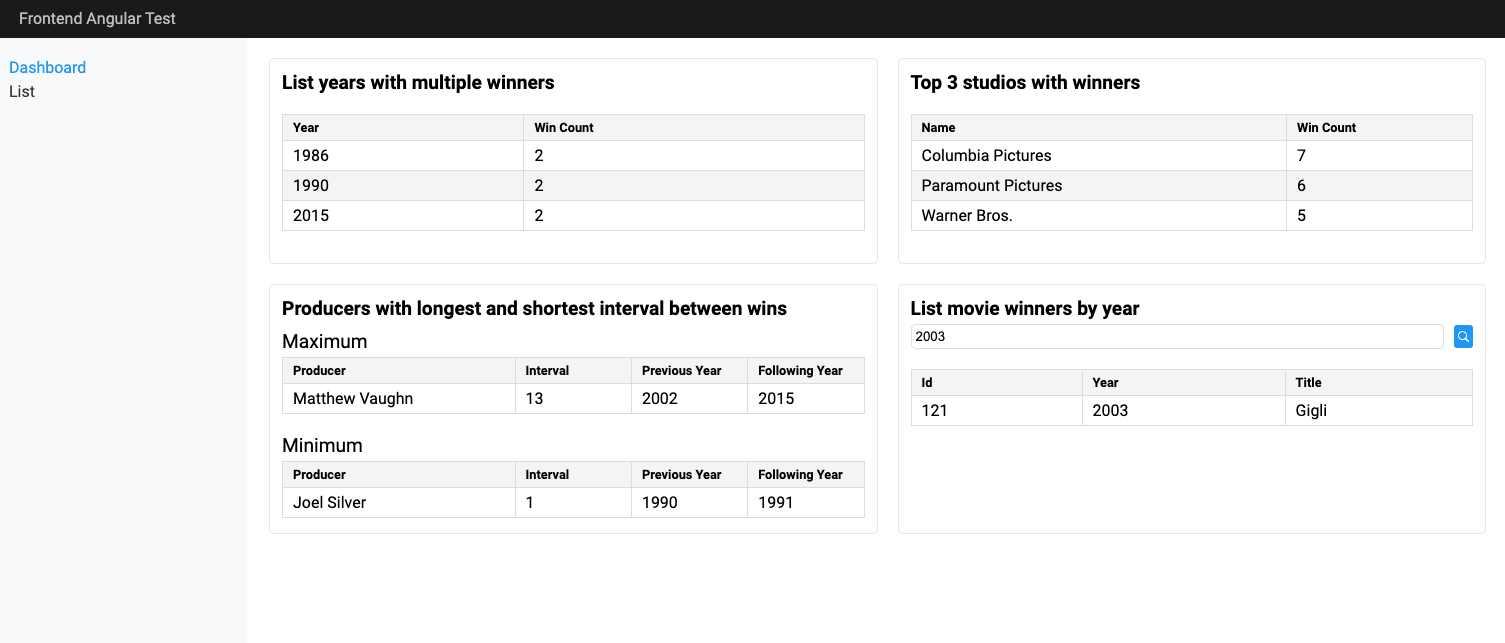 Frontend Angular Test
Dashboard
List
List years with multiple winners
Year Win Count
1986 2
1990 2
2015 2
Top 3 studios with winners
Name Win Count
Columbia Pictures 7
Paramount Pictures 6
Warner Bros. 5
Producers with longest and shortest interval between wins
Maximum
Producer Interval Previous Year Following Year
Matthew Vaughn 13 2002 2015
Minimum
Producer Interval Previous Year Following Year
Joel Silver 1 1990 1991
List movie winners by year
2003
Id Year Title
121 2003 Gigli